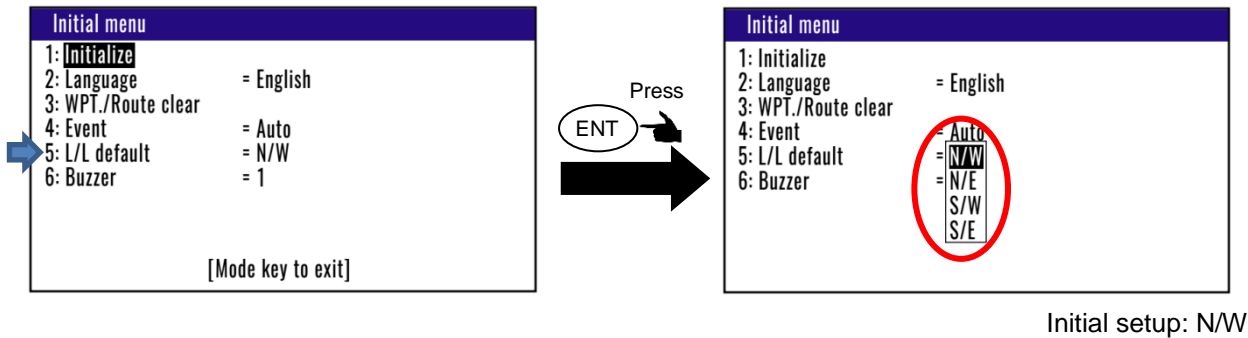 Initial menu
1: Initialize
2: Language = English
3: WPT./Route clear
4: Event = Auto
5: L/L default = N/W
6: Buzzer = 1
[Mode key to exit]
Press
ENT
Initial menu
1: Initialize
2: Language = English
3: WPT./Route clear
4: Event = Auto
5: L/L default = N/W
6: Buzzer = N/E
S/W
S/E
Initial setup: N/W